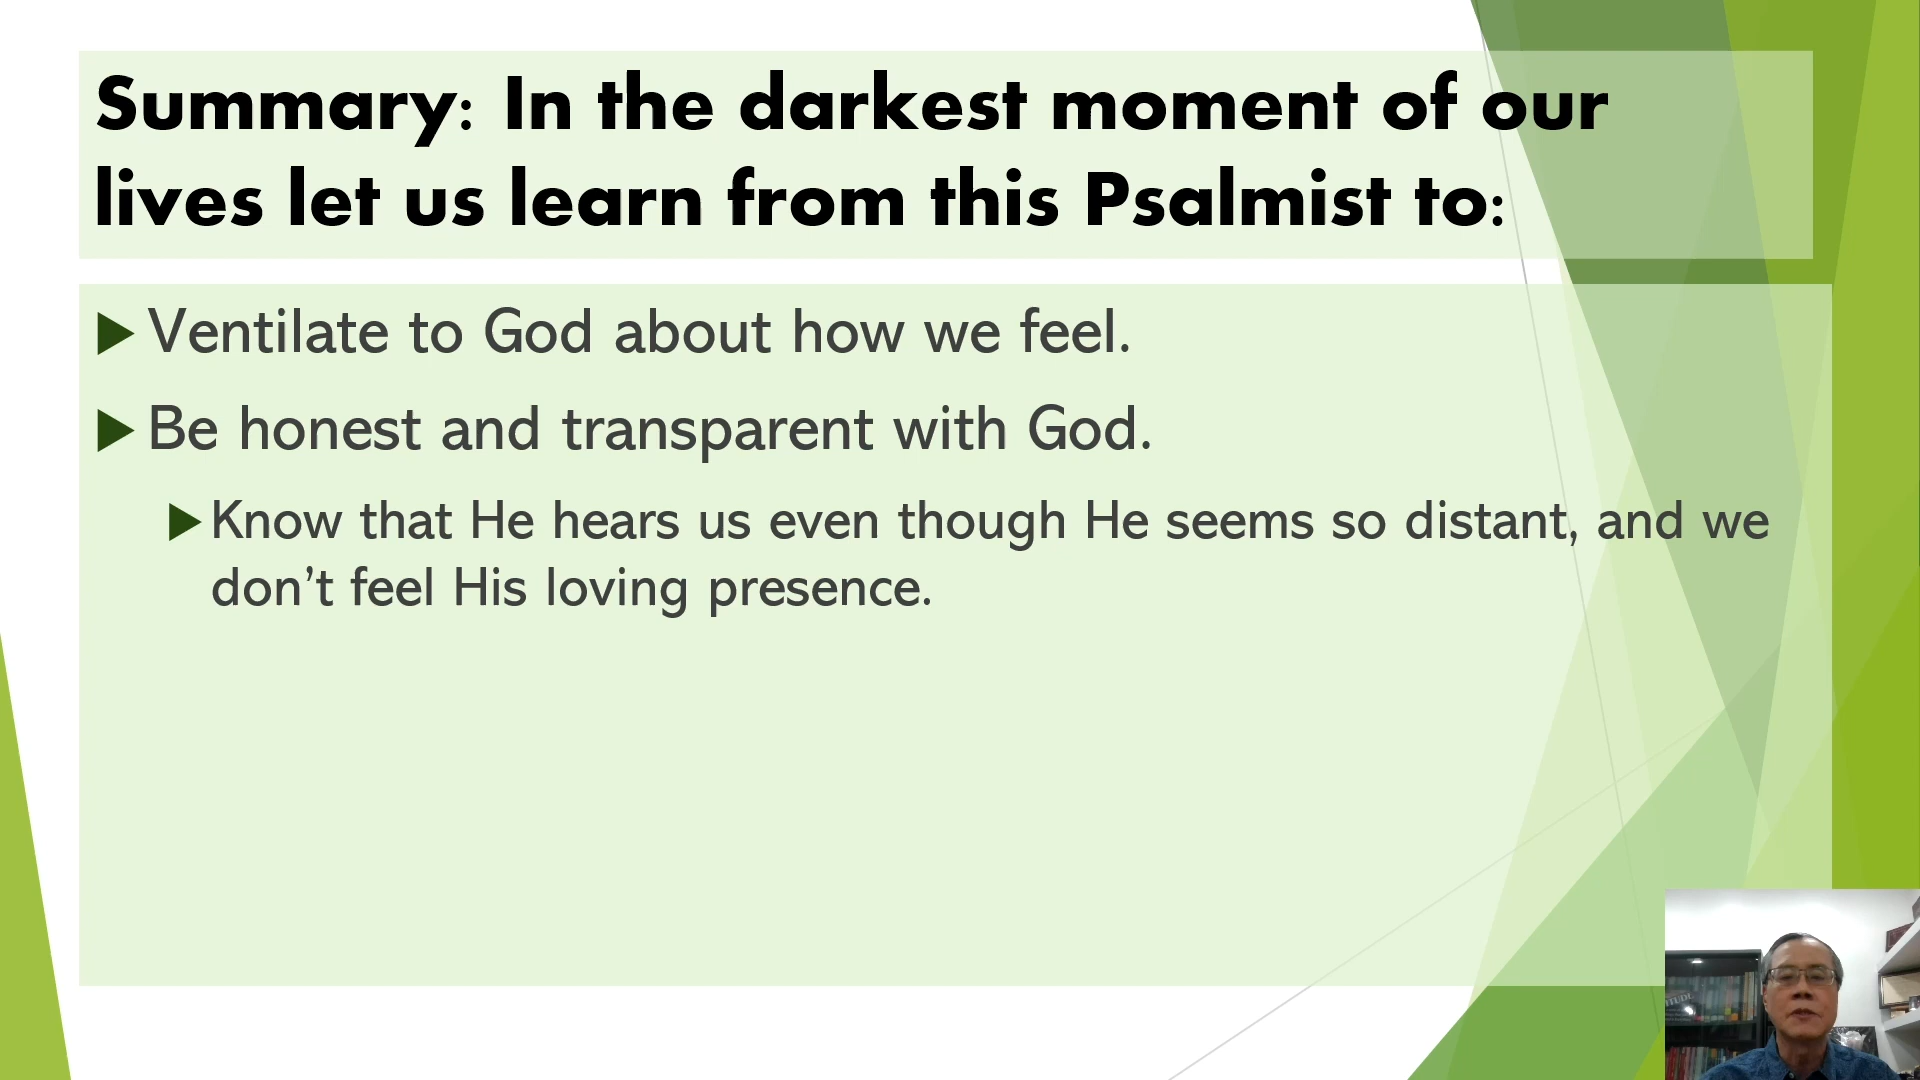 Summary: In the darkest moment of our
lives let us learn from this Psalmist to:
Ventilate to God about how we feel.
Be honest and transparent with God.
Know that He hears us even though He seems so distant, and we
don’t feel His loving presence.